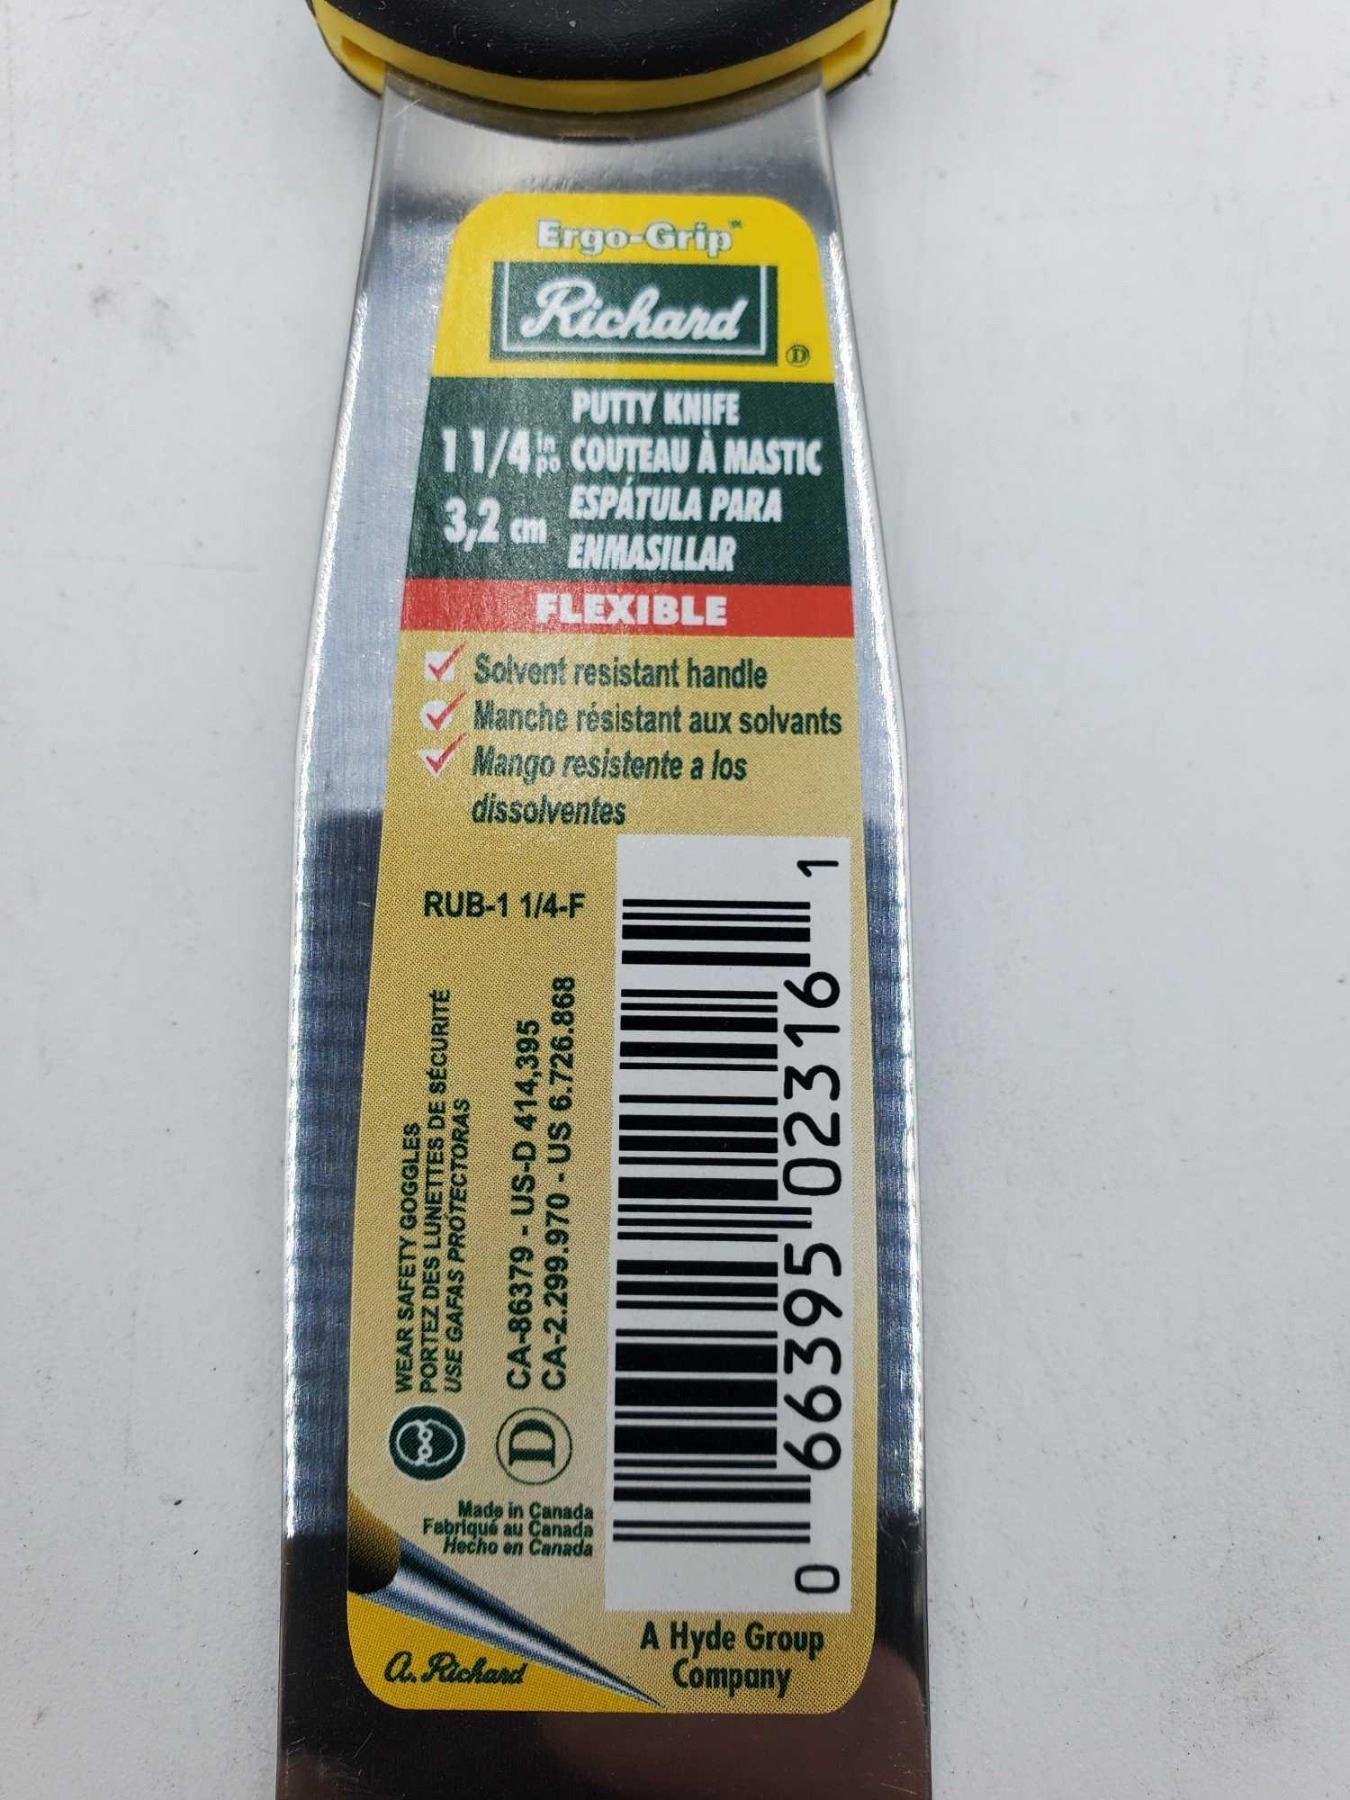 Ergo-Grip™
Richard
D
PUTTY KNIFE
1 1/4 in po COUTEAU À MASTIC
3,2 cm ESPÁTULA PARA
ENMASILLAR
FLEXIBLE
Solvent resistant handle
Manche résistant aux solvants
Mango resistente a los
dissolventes
RUB-1 1/4-F
WEAR SAFETY GOGGLES
PORTEZ DES LUNETTES DE SÉCURITÉ
USE GAFAS PRÓTECTORAS
CA-86379 - US-D 414,395
CA-2.299.970 - US 6.726.868
D
Made in Canada
Fabriqué au Canada
Hecho en Canada
0 66395 02316 1
A. Richard
A Hyde Group
Company